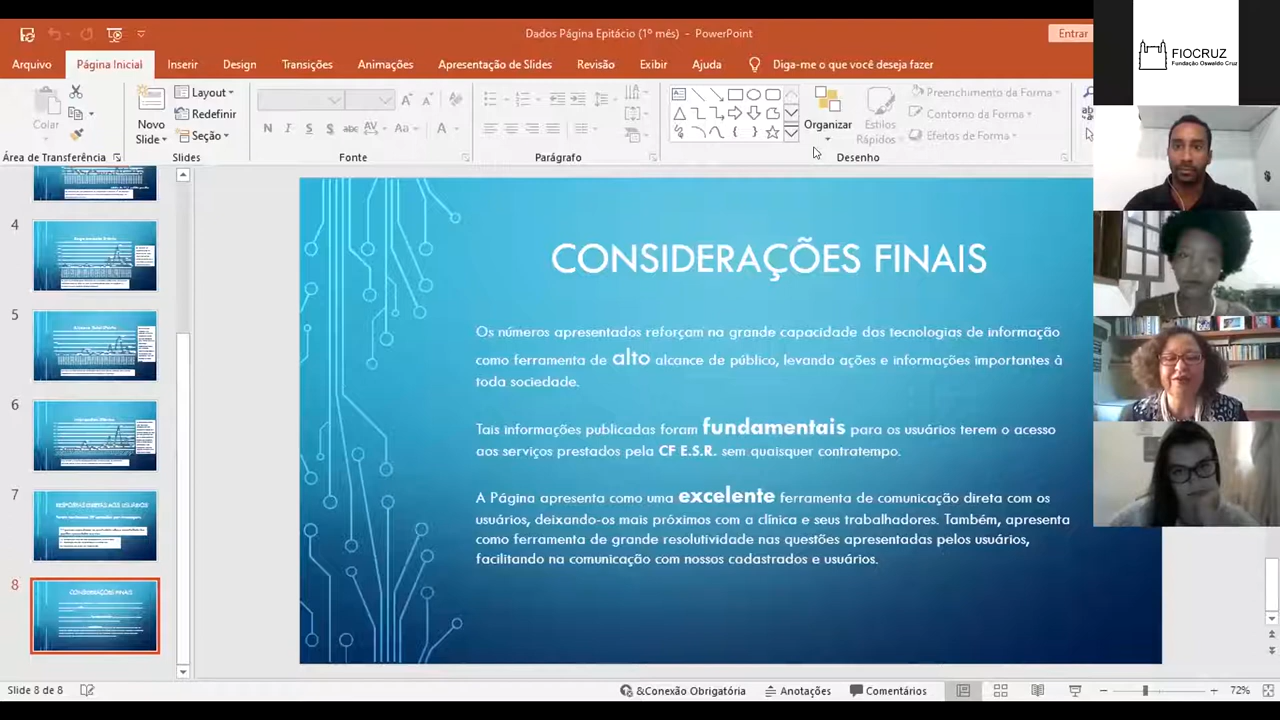 Dados Página Epitácio (1º mês) - PowerPoint
Entrar
Arquivo
Página Inicial
Inserir
Design
Transições
Animações
Apresentação de Slides
Revisão
Exibir
Ajuda
Diga-me o que você deseja fazer
Colar
Novo
Slide
Layout
Redefinir
Seção
Organizar
Estilos
Rápidos
Preenchimento da Forma
Contorno da Forma
Efeitos de Forma
Área de Transferência
Slides
Fonte
Parágrafo
Desenho
FIOCRUZ
Fundação Oswaldo Cruz
4
5
6
7
8
CONSIDERAÇÕES FINAIS
Os números apresentados reforçam na grande capacidade dos tecnologias de informação
como ferramenta de alto alcance de público, levando ações e informações importantes à
toda sociedade.
Tais informações publicadas foram fundamentais para os usuários terem o acesso
aos serviços prestados pela CF E.S.R. sem quaisquer contratempo.
A Página apresenta como uma excelente ferramenta de comunicação direta com os
usuários, deixando-os mais próximos com a clínica e seus trabalhadores. Também, apresenta
como ferramenta de grande resolutividade nas questões apresentadas pelos usuários,
facilitando na comunicação com nossos cadastrados e usuários.
Slide 8 de 8
&Conexão Obrigatória
Anotações
Comentários
72%